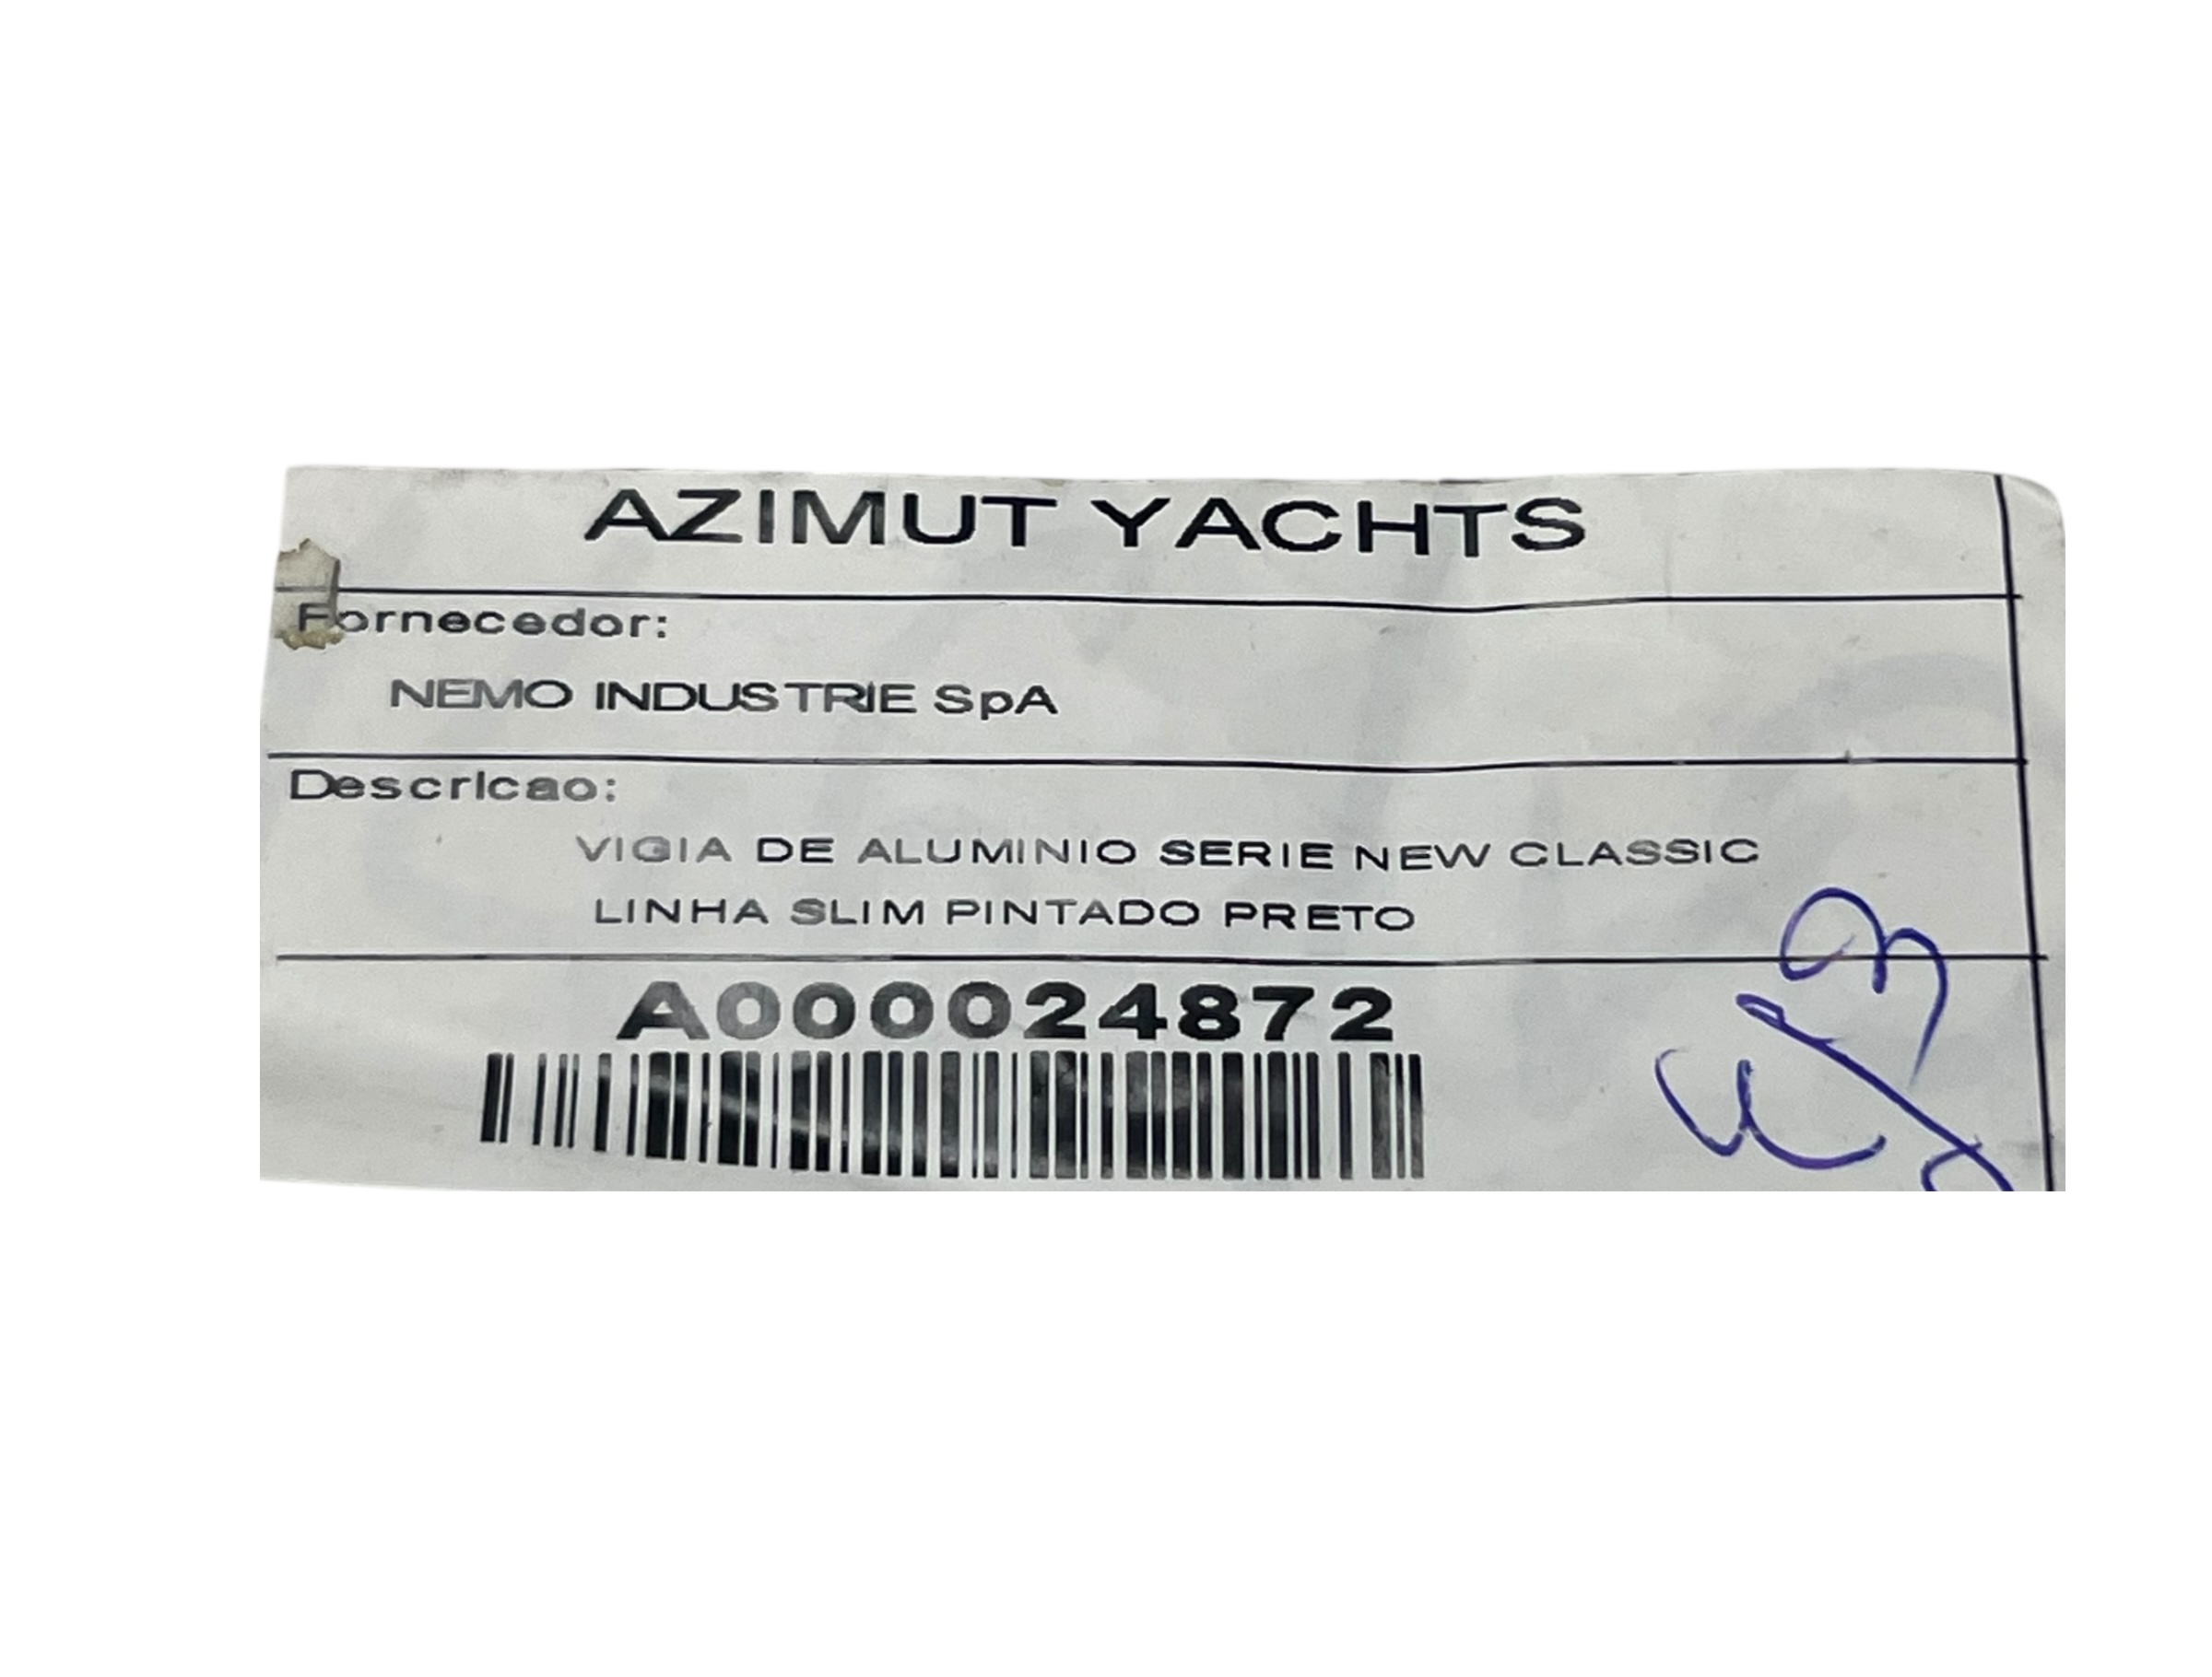 AZIMUT YACHTS
Fornecedor:
NEMO INDUSTRIE SpA
Descricao:
VIGIA DE ALUMINIO SERIE NEW CLASSIC
LINHA SLIM PINTADO PRETO
A000024872